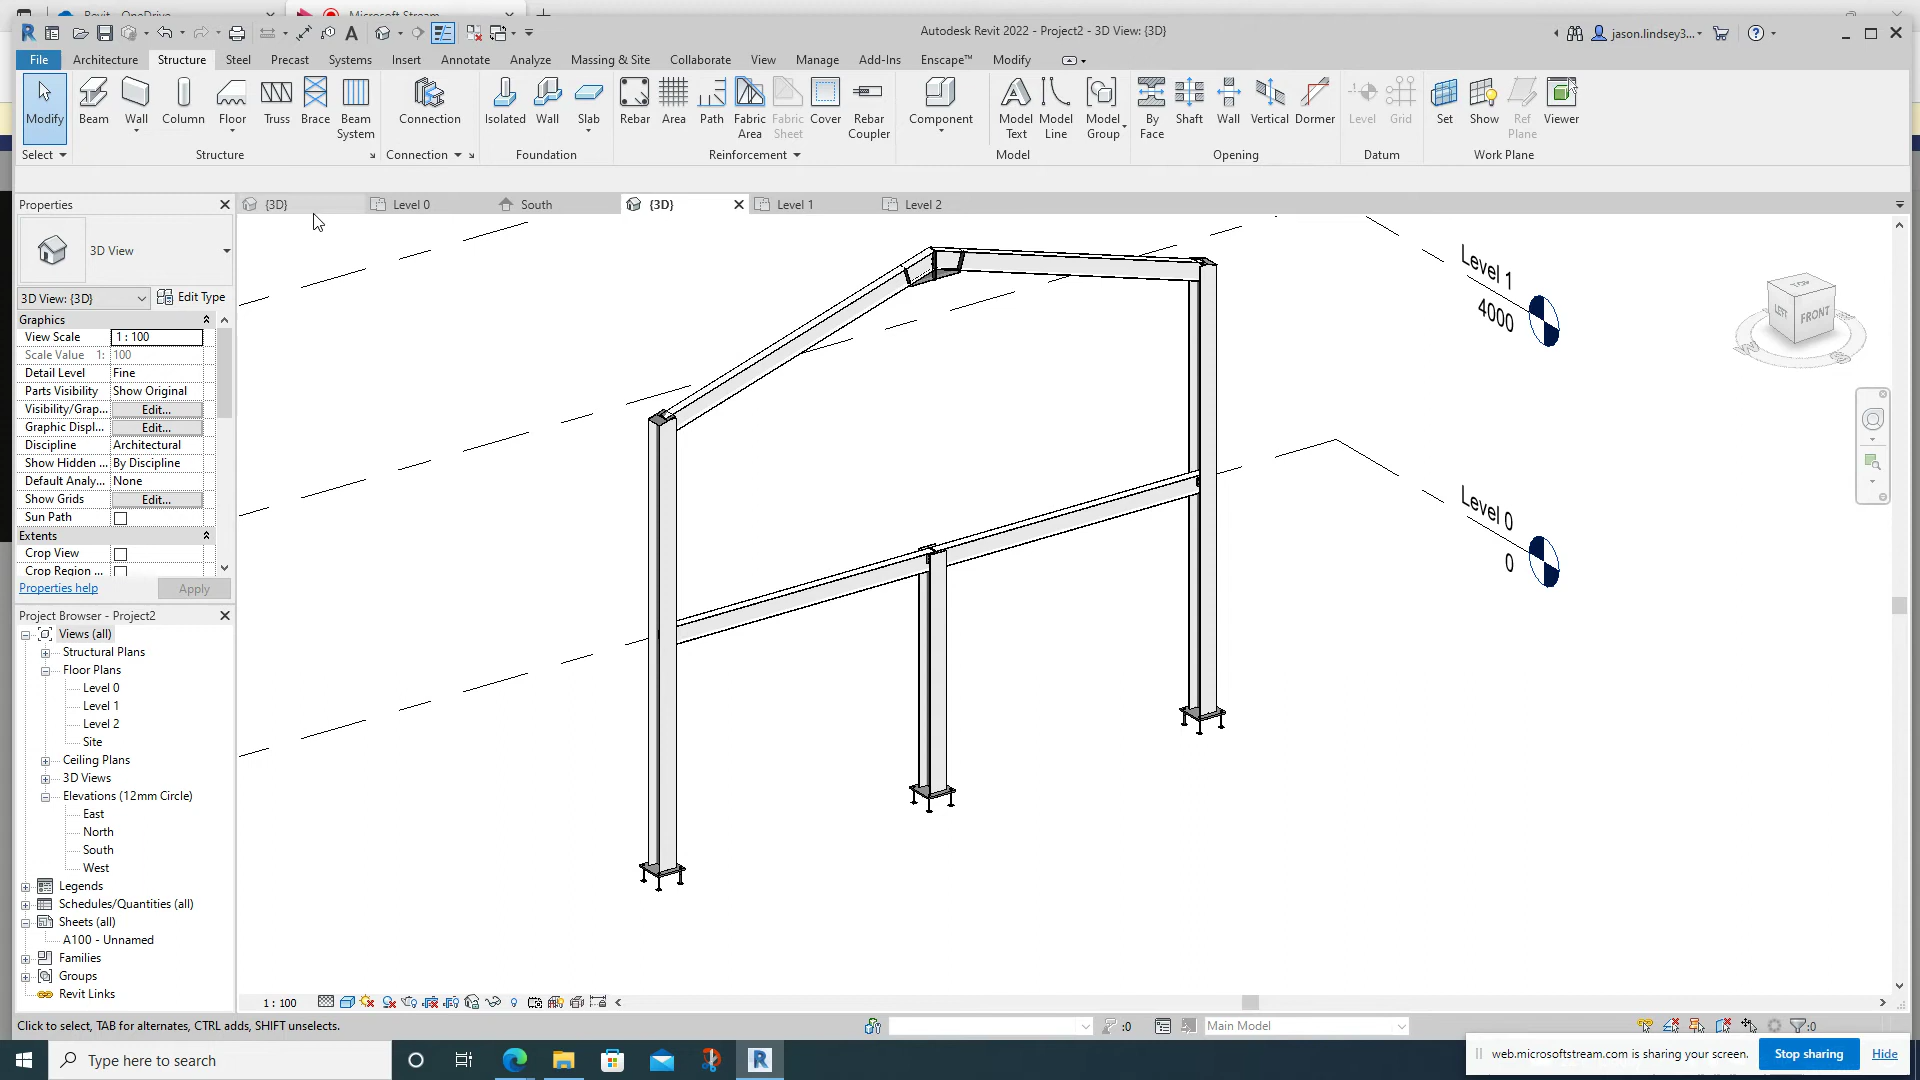 Revit - OneDrive
Microsoft Stream
Autodesk Revit 2022 - Project2 - 3D View: {3D}
jason.lindsey3...
File Architecture Structure Steel Precast Systems Insert Annotate Analyze Massing & Site Collaborate View Manage Add-Ins Enscape™ Modify
Modify Beam Wall Column Floor Truss Brace Beam System Connection Isolated Wall Slab Rebar Area Path Fabric Area Fabric Sheet Cover Rebar Coupler Component Model Text Model Line Model Group By Face Shaft Wall Vertical Dormer Level Grid Set Show Ref Plane Viewer
Select Structure Connection Foundation Reinforcement Model Opening Datum Work Plane
Properties
{3D} Level 0 South {3D} Level 1 Level 2
3D View
3D View: {3D} Edit Type
Graphics
View Scale 1 : 100
Scale Value 1: 100
Detail Level Fine
Parts Visibility Show Original
Visibility/Grap... Edit...
Graphic Displ... Edit...
Discipline Architectural
Show Hidden ... By Discipline
Default Analy... None
Show Grids Edit...
Sun Path
Extents
Crop View
Crop Region ...
Properties help Apply
Project Browser - Project2
Views (all)
Structural Plans
Floor Plans
Level 0
Level 1
Level 2
Site
Ceiling Plans
3D Views
Elevations (12mm Circle)
East
North
South
West
Legends
Schedules/Quantities (all)
Sheets (all)
A100 - Unnamed
Families
Groups
Revit Links
Level 1
4000
Level 0
0
TOP
LEFT
FRONT
W
S
1 : 100
Click to select, TAB for alternates, CTRL adds, SHIFT unselects.
:0
Main Model
:0
Type here to search
web.microsoftstream.com is sharing your screen. Stop sharing Hide